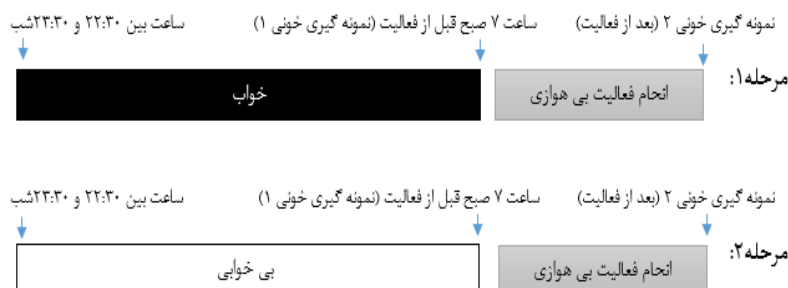 نمونه گیری خونی ۲ (بعد از فعالیت) ساعت ۷ صبح قبل از فعالیت (نمونه گیری خونی ۱) ساعت بین ۲۲:۳۰ و ۲۳:۳۰شب
مرحله۱:
انجام فعالیت بی هوازی
خواب
نمونه گیری خونی ۲ (بعد از فعالیت) ساعت ۷ صبح قبل از فعالیت (نمونه گیری خونی ۱) ساعت بین ۲۲:۳۰ و ۲۳:۳۰شب
مرحله۲:
انجام فعالیت بی هوازی
بی خوابی